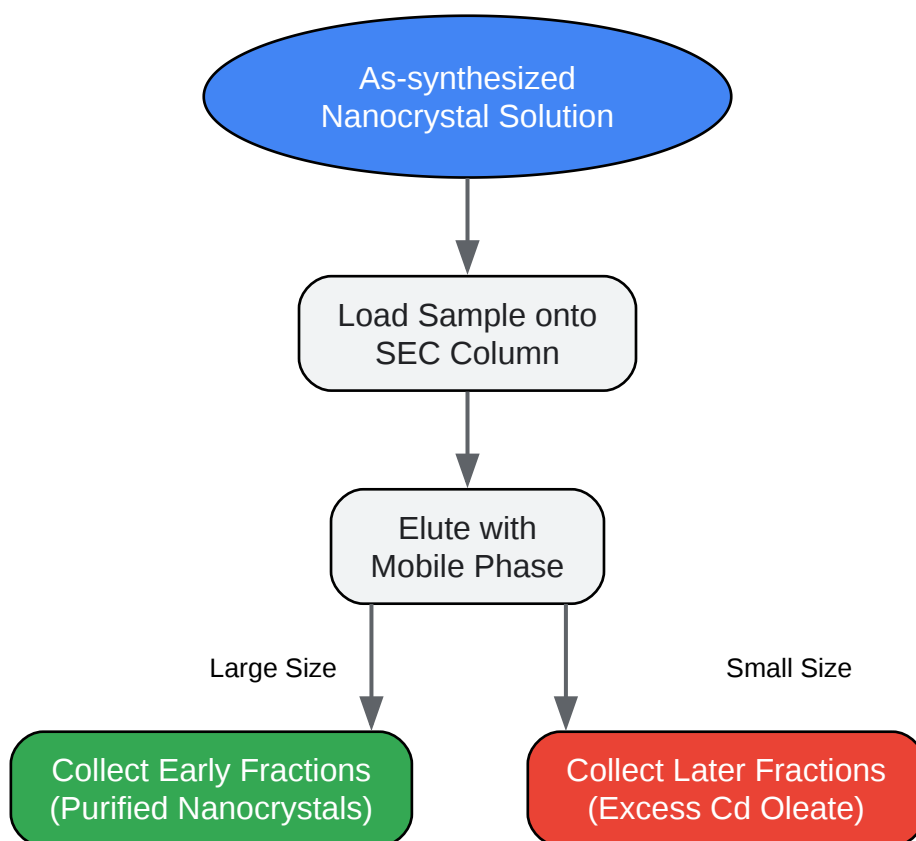 As-synthesized
Nanocrystal Solution
Load Sample onto
SEC Column
Elute with
Mobile Phase
Large Size
Small Size
Collect Early Fractions
(Purified Nanocrystals)
Collect Later Fractions
(Excess Cd Oleate)